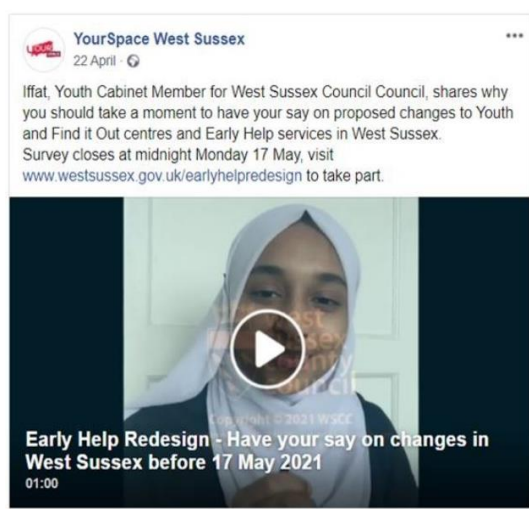 YOUR
YourSpace West Sussex
22 April
Iffat, Youth Cabinet Member for West Sussex Council Council, shares why
you should take a moment to have your say on proposed changes to Youth
and Find it Out centres and Early Help services in West Sussex.
Survey closes at midnight Monday 17 May, visit
www.westsussex.gov.uk/earlyhelpredesign to take part.
west
sussex
county
council
Copyright © 2021 WSCC
Early Help Redesign - Have your say on changes in
West Sussex before 17 May 2021
01:00